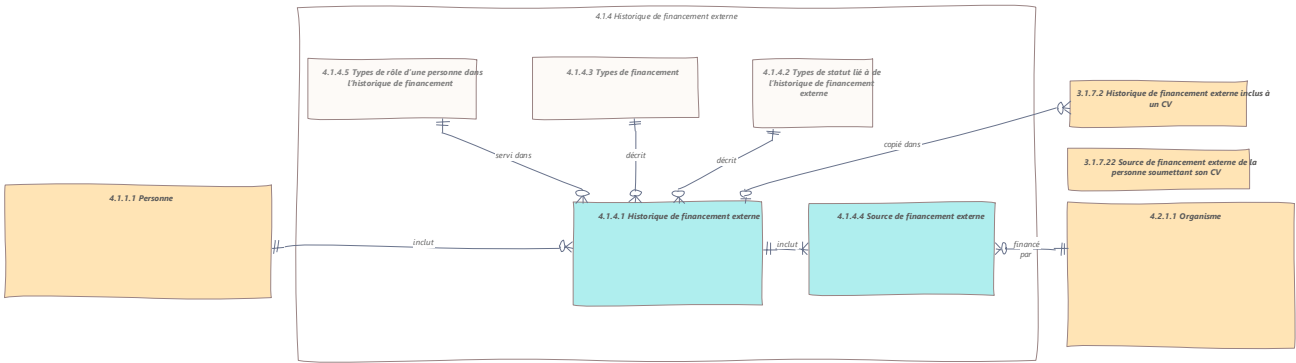 4.1.4 Historique de financement externe
4.1.4.5 Types de rôle d'une personne dans
l'historique de financement
4.1.4.3 Types de financement
4.1.4.2 Types de statut lié à de
l'historique de financement
externe
3.1.7.2 Historique de financement externe inclus à
un CV
copié dans
servi dans
décrit
décrit
3.1.7.22 Source de financement externe de la
personne soumettant son CV
4.1.1.1 Personne
4.1.4.1 Historique de financement externe
4.1.4.4 Source de financement externe
4.2.1.1 Organisme
inclut
inclut
financé
par